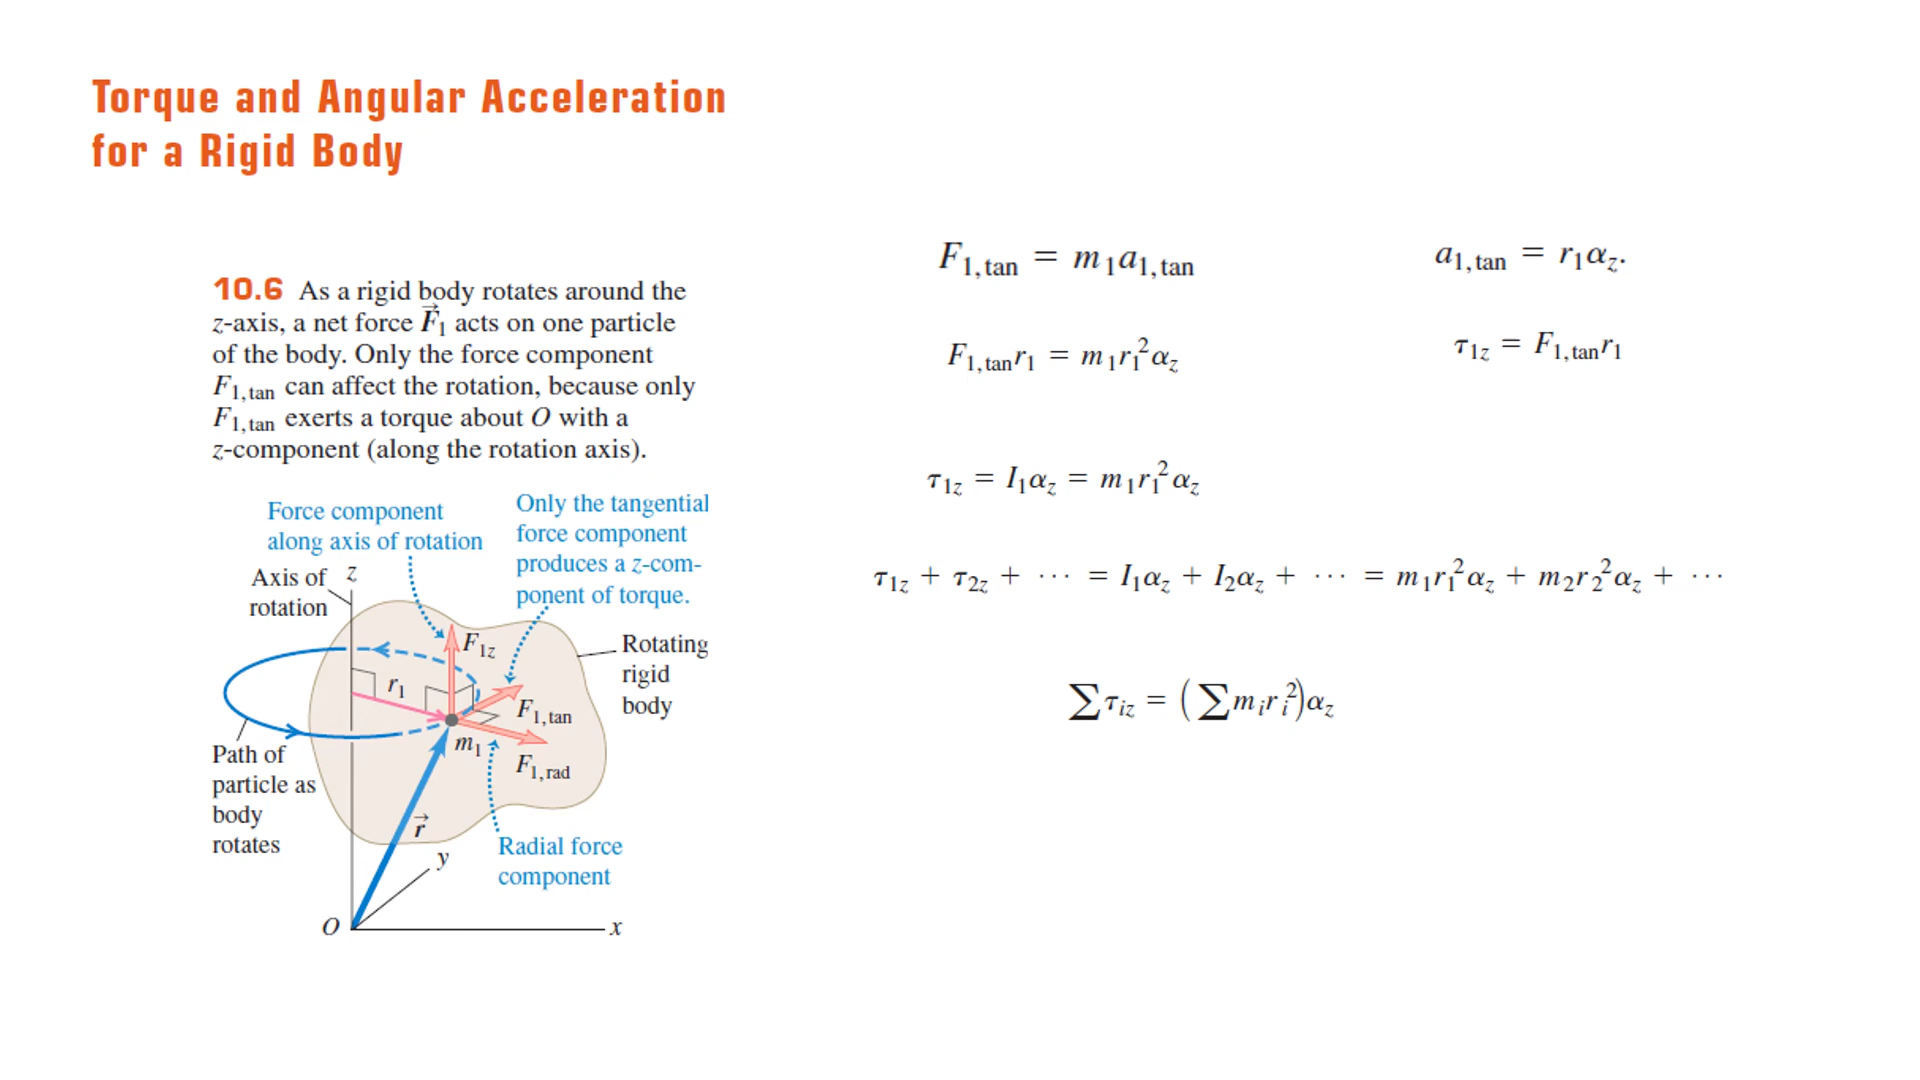 Torque and Angular Acceleration
for a Rigid Body
10.6 As a rigid body rotates around the
z-axis, a net force F⃗₁ acts on one particle
of the body. Only the force component
F₁,tan can affect the rotation, because only
F₁,tan exerts a torque about O with a
z-component (along the rotation axis).
Force component
along axis of rotation
Only the tangential
force component
produces a z-com-
ponent of torque.
Axis of
rotation
z
F₁z
Rotating
rigid
body
r₁
F₁,tan
m₁
F₁,rad
Path of
particle as
body
rotates
r⃗
y
Radial force
component
O
x
F₁,tan = m₁a₁,tan
a₁,tan = r₁αz.
F₁,tanr₁ = m₁r₁²αz
τ₁z = F₁,tanr₁
τ₁z = I₁αz = m₁r₁²αz
τ₁z + τ₂z + ⋯ = I₁αz + I₂αz + ⋯ = m₁r₁²αz + m₂r₂²αz + ⋯
∑τiz = (∑mᵢrᵢ²)αz